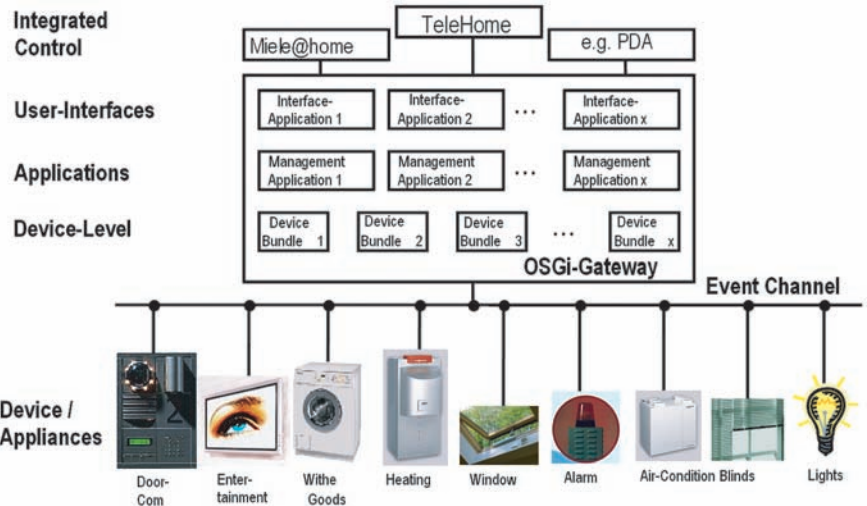 Integrated
Control
TeleHome
Miele@home
e.g. PDA
User-Interfaces
Interface-
Application 1
Interface-
Application 2
...
Interface-
Application x
Applications
Management
Application 1
Management
Application 2
...
Management
Application x
Device-Level
Device
Bundle 1
Device
Bundle 2
Device
Bundle 3
...
Device
Bundle x
OSGi-Gateway
Event Channel
Device /
Appliances
Door-
Com
Enter-
tainment
Withe
Goods
Heating
Window
Alarm
Air-Condition
Blinds
Lights